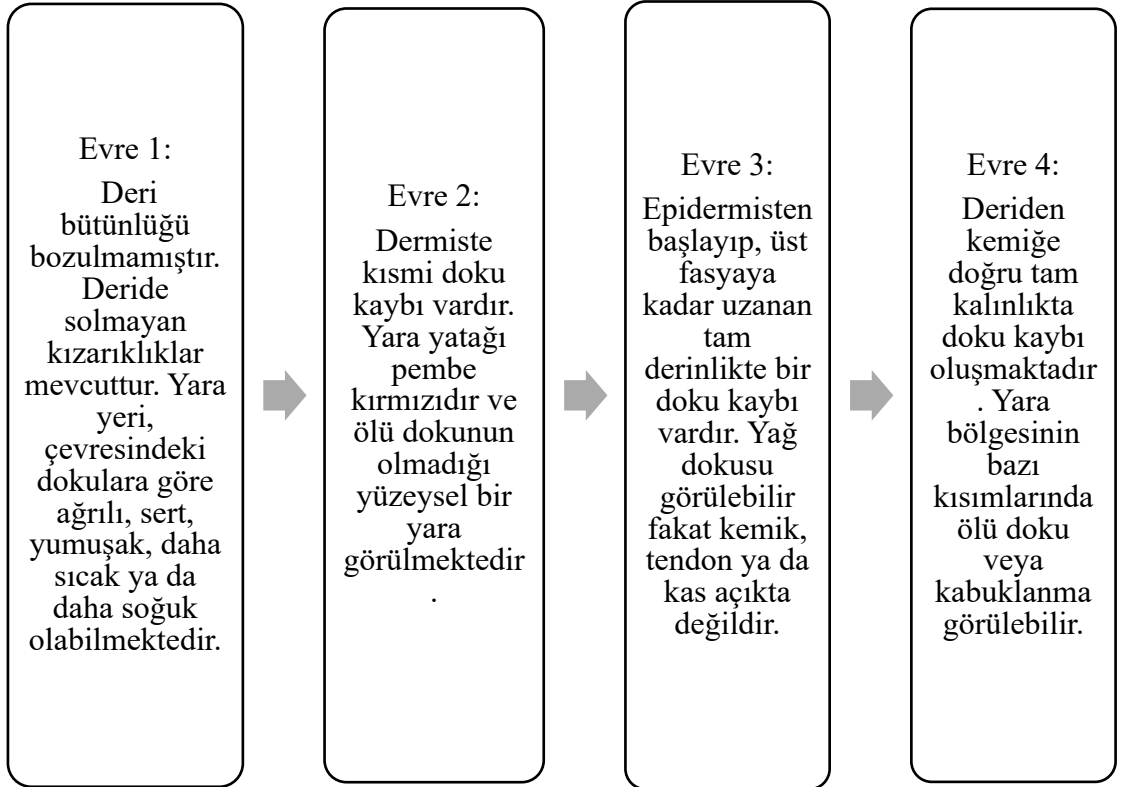 Evre 1:
Deri
bütünlüğü
bozulmamıştır.
Deride
solmayan
kızarıklıklar
mevcuttur. Yara
yeri,
çevresindeki
dokulara göre
ağrılı, sert,
yumuşak, daha
sıcak ya da
daha soğuk
olabilmektedir.
Evre 2:
Dermiste
kısmi doku
kaybı vardır.
Yara yatağı
pembe
kırmızıdır ve
ölü dokunun
olmadığı
yüzeysel bir
yara
görülmektedir
.
Evre 3:
Epidermisten
başlayıp, üst
fasyaya
kadar uzanan
tam
derinlikte bir
doku kaybı
vardır. Yağ
dokusu
görülebilir
fakat kemik,
tendon ya da
kas açıkta
değildir.
Evre 4:
Deriden
kemiğe
doğru tam
kalınlıkta
doku kaybı
oluşmaktadır
. Yara
bölgesinin
bazı
kısımlarında
ölü doku
veya
kabuklanma
görülebilir.